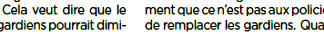 Cela veut dire que le
gardiens pourrait dimi-
ment que ce n'est pas aux policie
de remplacer les gardiens. Qua